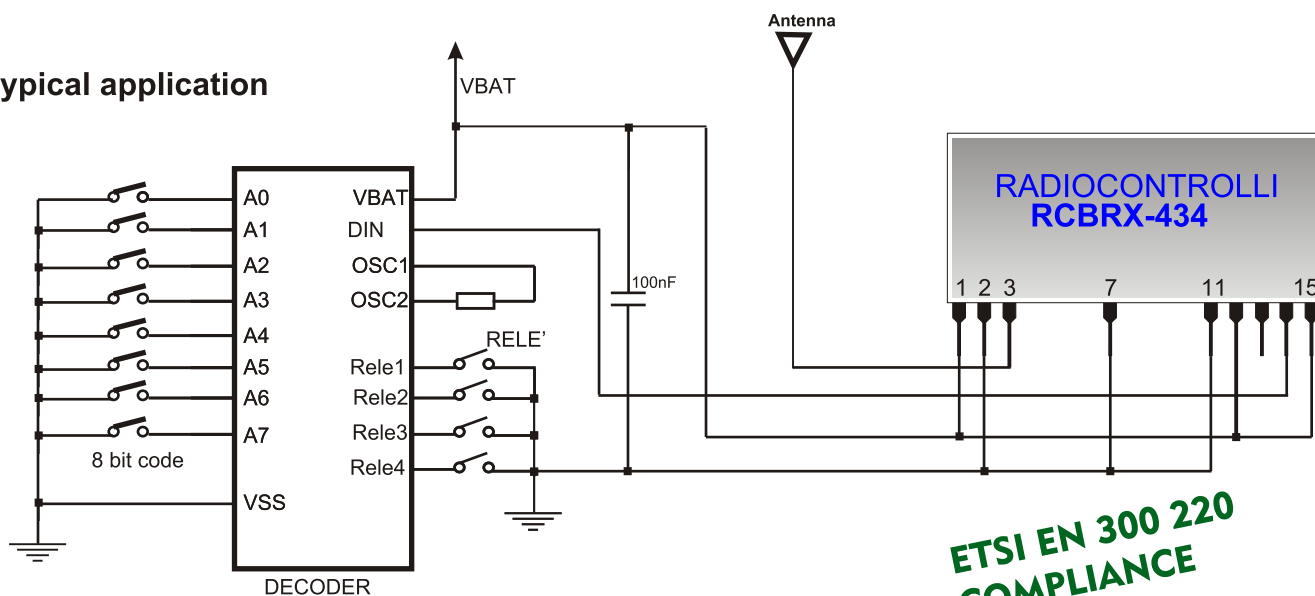 Antenna
ypical application
VBAT
RADIOCONTROLLI
RCBRX-434
A0
A1
A2
A3
A4
A5
A6
A7
VSS
VBAT
DIN
OSC1
OSC2
Rele1
Rele2
Rele3
Rele4
100nF
RELE'
1 2 3 7 11 15
8 bit code
DECODER
ETSI EN 300 220
COMPLIANCE